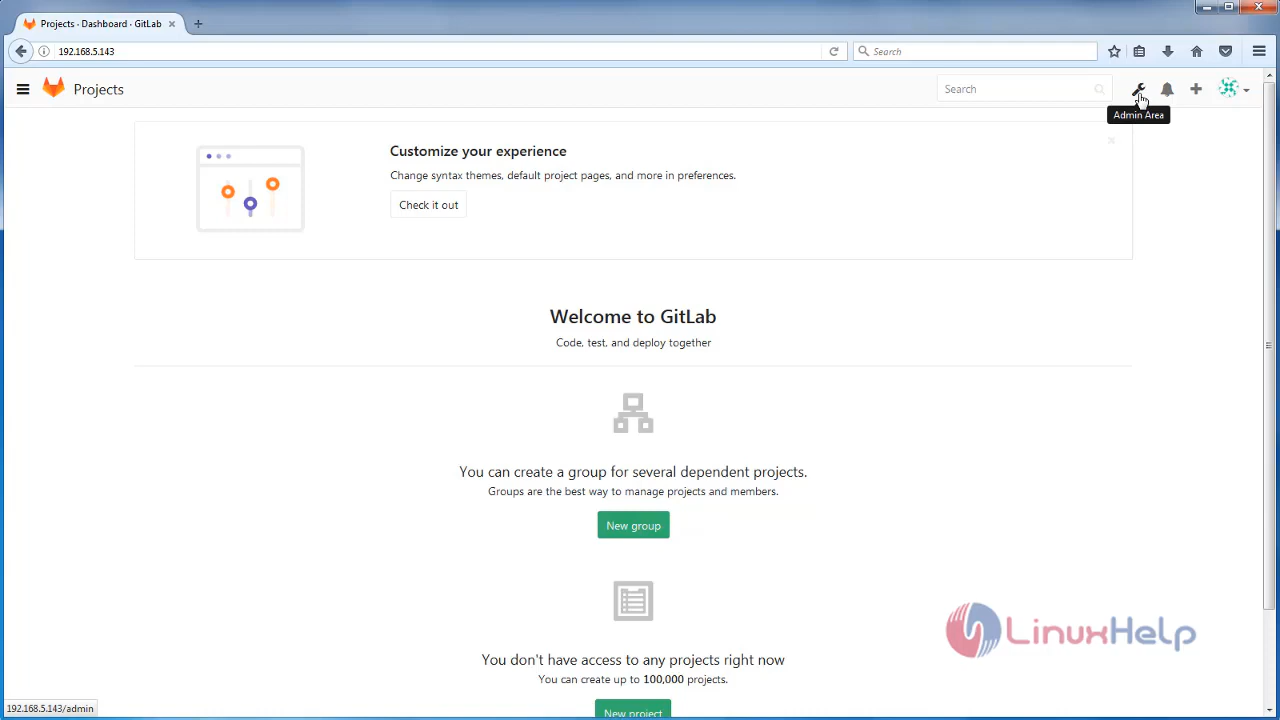 Projects · Dashboard · GitLab
192.168.5.143
Search
Projects
Search
Admin Area
Customize your experience
Change syntax themes, default project pages, and more in preferences.
Check it out
Welcome to GitLab
Code, test, and deploy together
You can create a group for several dependent projects.
Groups are the best way to manage projects and members.
New group
LinuxHelp
You don't have access to any projects right now
You can create up to 100,000 projects.
192.168.5.143/admin
New project